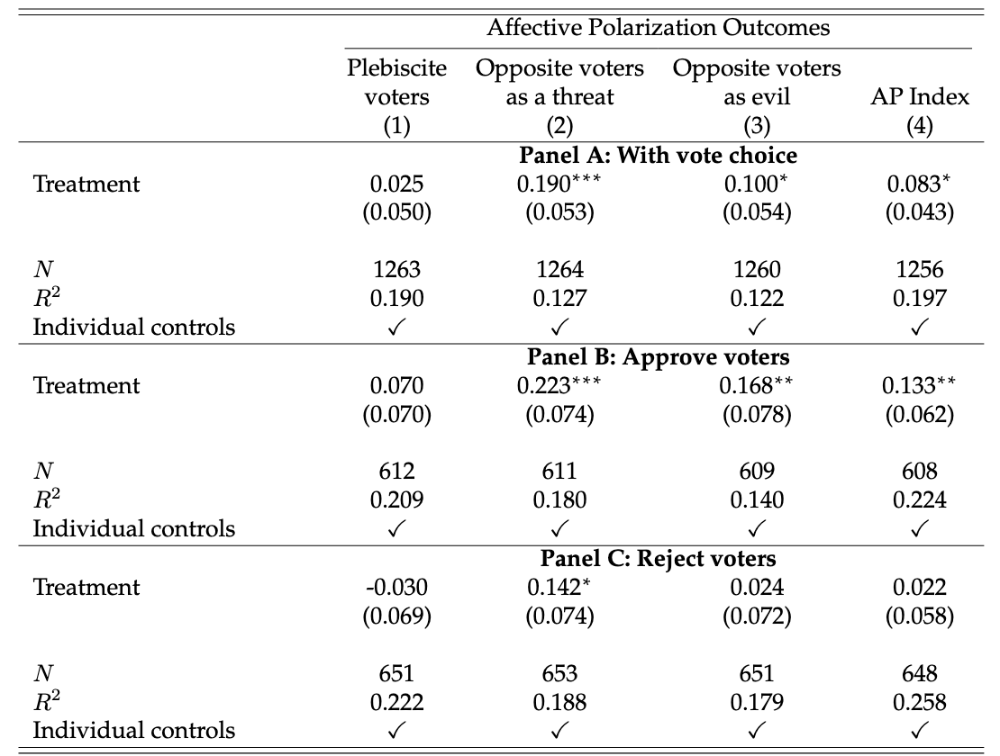 Affective Polarization Outcomes
Plebiscite Opposite voters Opposite voters
voters as a threat as evil AP Index
(1) (2) (3) (4)
Panel A: With vote choice
Treatment 0.025 0.190*** 0.100* 0.083*
(0.050) (0.053) (0.054) (0.043)
N 1263 1264 1260 1256
R² 0.190 0.127 0.122 0.197
Individual controls ✓ ✓ ✓ ✓
Panel B: Approve voters
Treatment 0.070 0.223*** 0.168** 0.133**
(0.070) (0.074) (0.078) (0.062)
N 612 611 609 608
R² 0.209 0.180 0.140 0.224
Individual controls ✓ ✓ ✓ ✓
Panel C: Reject voters
Treatment -0.030 0.142* 0.024 0.022
(0.069) (0.074) (0.072) (0.058)
N 651 653 651 648
R² 0.222 0.188 0.179 0.258
Individual controls ✓ ✓ ✓ ✓